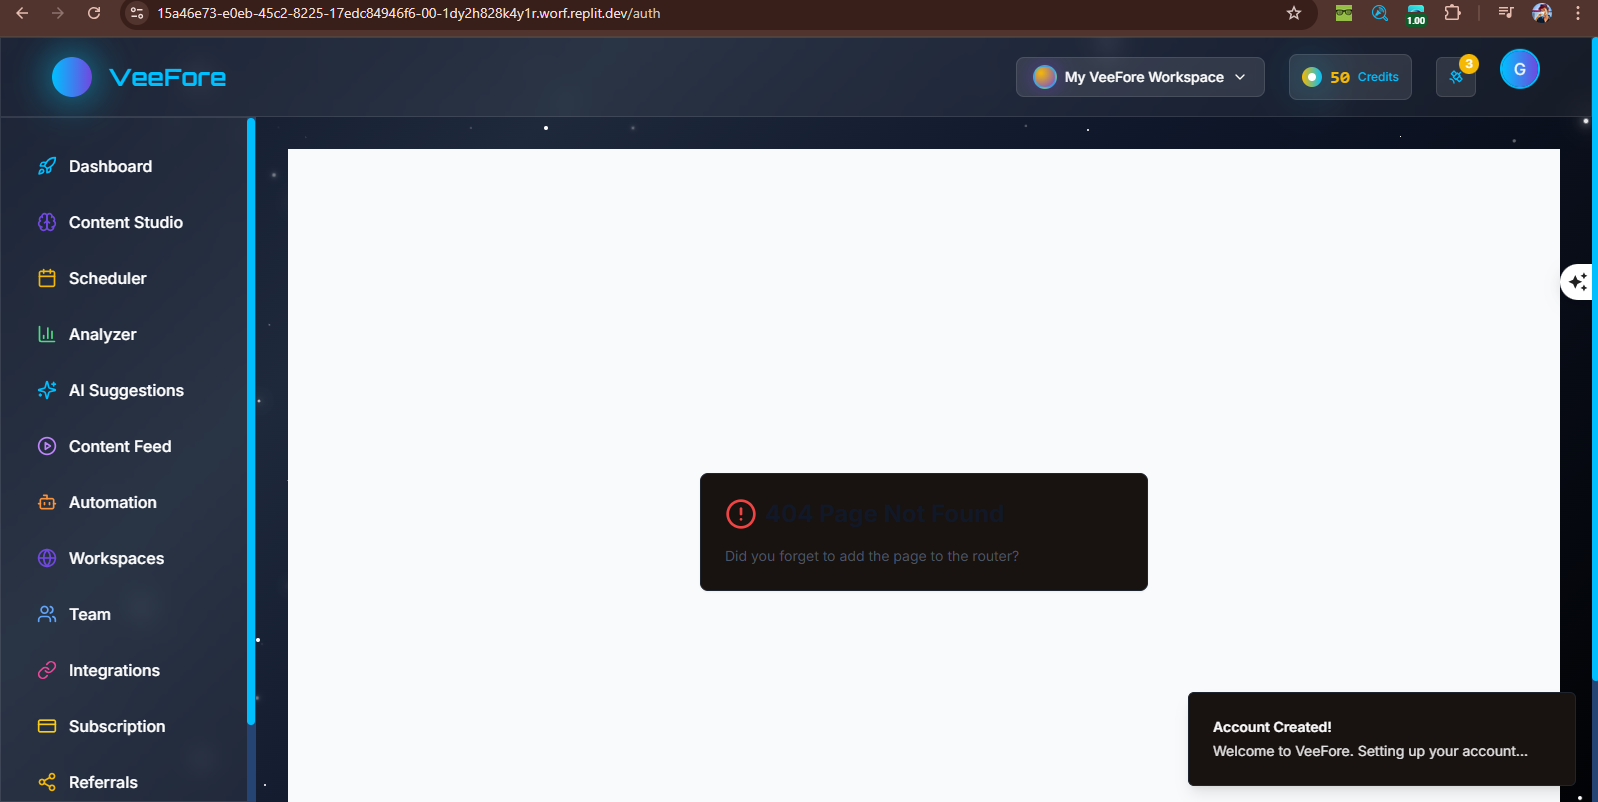 15a46e73-e0eb-45c2-8225-17edc84946f6-00-1dy2h828k4y1r.worf.replit.dev/auth
1.00
VeeFore
My VeeFore Workspace
50 Credits
3
G
Dashboard
Content Studio
Scheduler
Analyzer
AI Suggestions
Content Feed
Automation
Workspaces
Team
Integrations
Subscription
Referrals
404 Page Not Found
Did you forget to add the page to the router?
Account Created!
Welcome to VeeFore. Setting up your account...